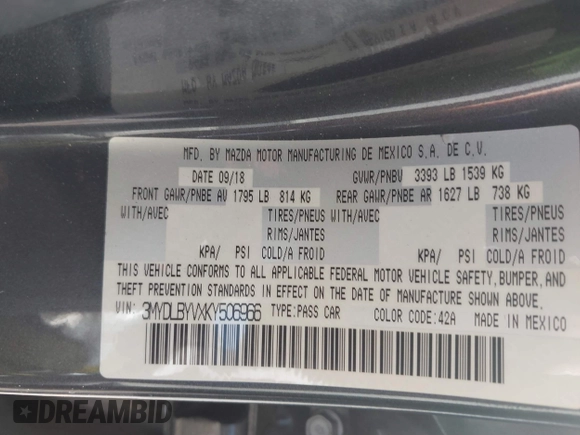 MFD. BY MAZDA MOTOR MANUFACTURING DE MEXICO S.A. DE C.V.
DATE 09/18 GVWR/PNBV 3393 LB 1539 KG
FRONT GAWR/PNBE AV 1795 LB 814 KG REAR GAWR/PNBE AR 1627 LB 738 KG
WITH/AVEC TIRES/PNEUS WITH/AVEC TIRES/PNEUS
RIMS/JANTES RIMS/JANTES
KPA/ PSI COLD/A FROID KPA/ PSI COLD/A FROID
THIS VEHICLE CONFORMS TO ALL APPLICABLE FEDERAL MOTOR VEHICLE SAFETY, BUMPER, AND
THEFT PREVENTION STANDARDS IN EFFECT ON THE DATE OF MANUFACTURE SHOWN ABOVE.
VIN: 3MYDLBYVXKY506966 TYPE:PASS CAR COLOR CODE:42A MADE IN MEXICO
DREAMBID